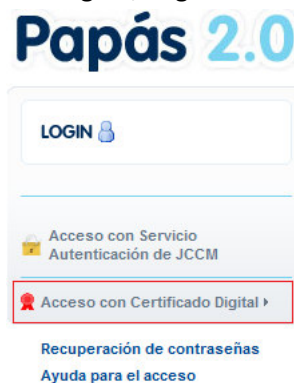 Papás 2.0
LOGIN
Acceso con Servicio
Autenticación de JCCM
Acceso con Certificado Digital
Recuperación de contraseñas
Ayuda para el acceso